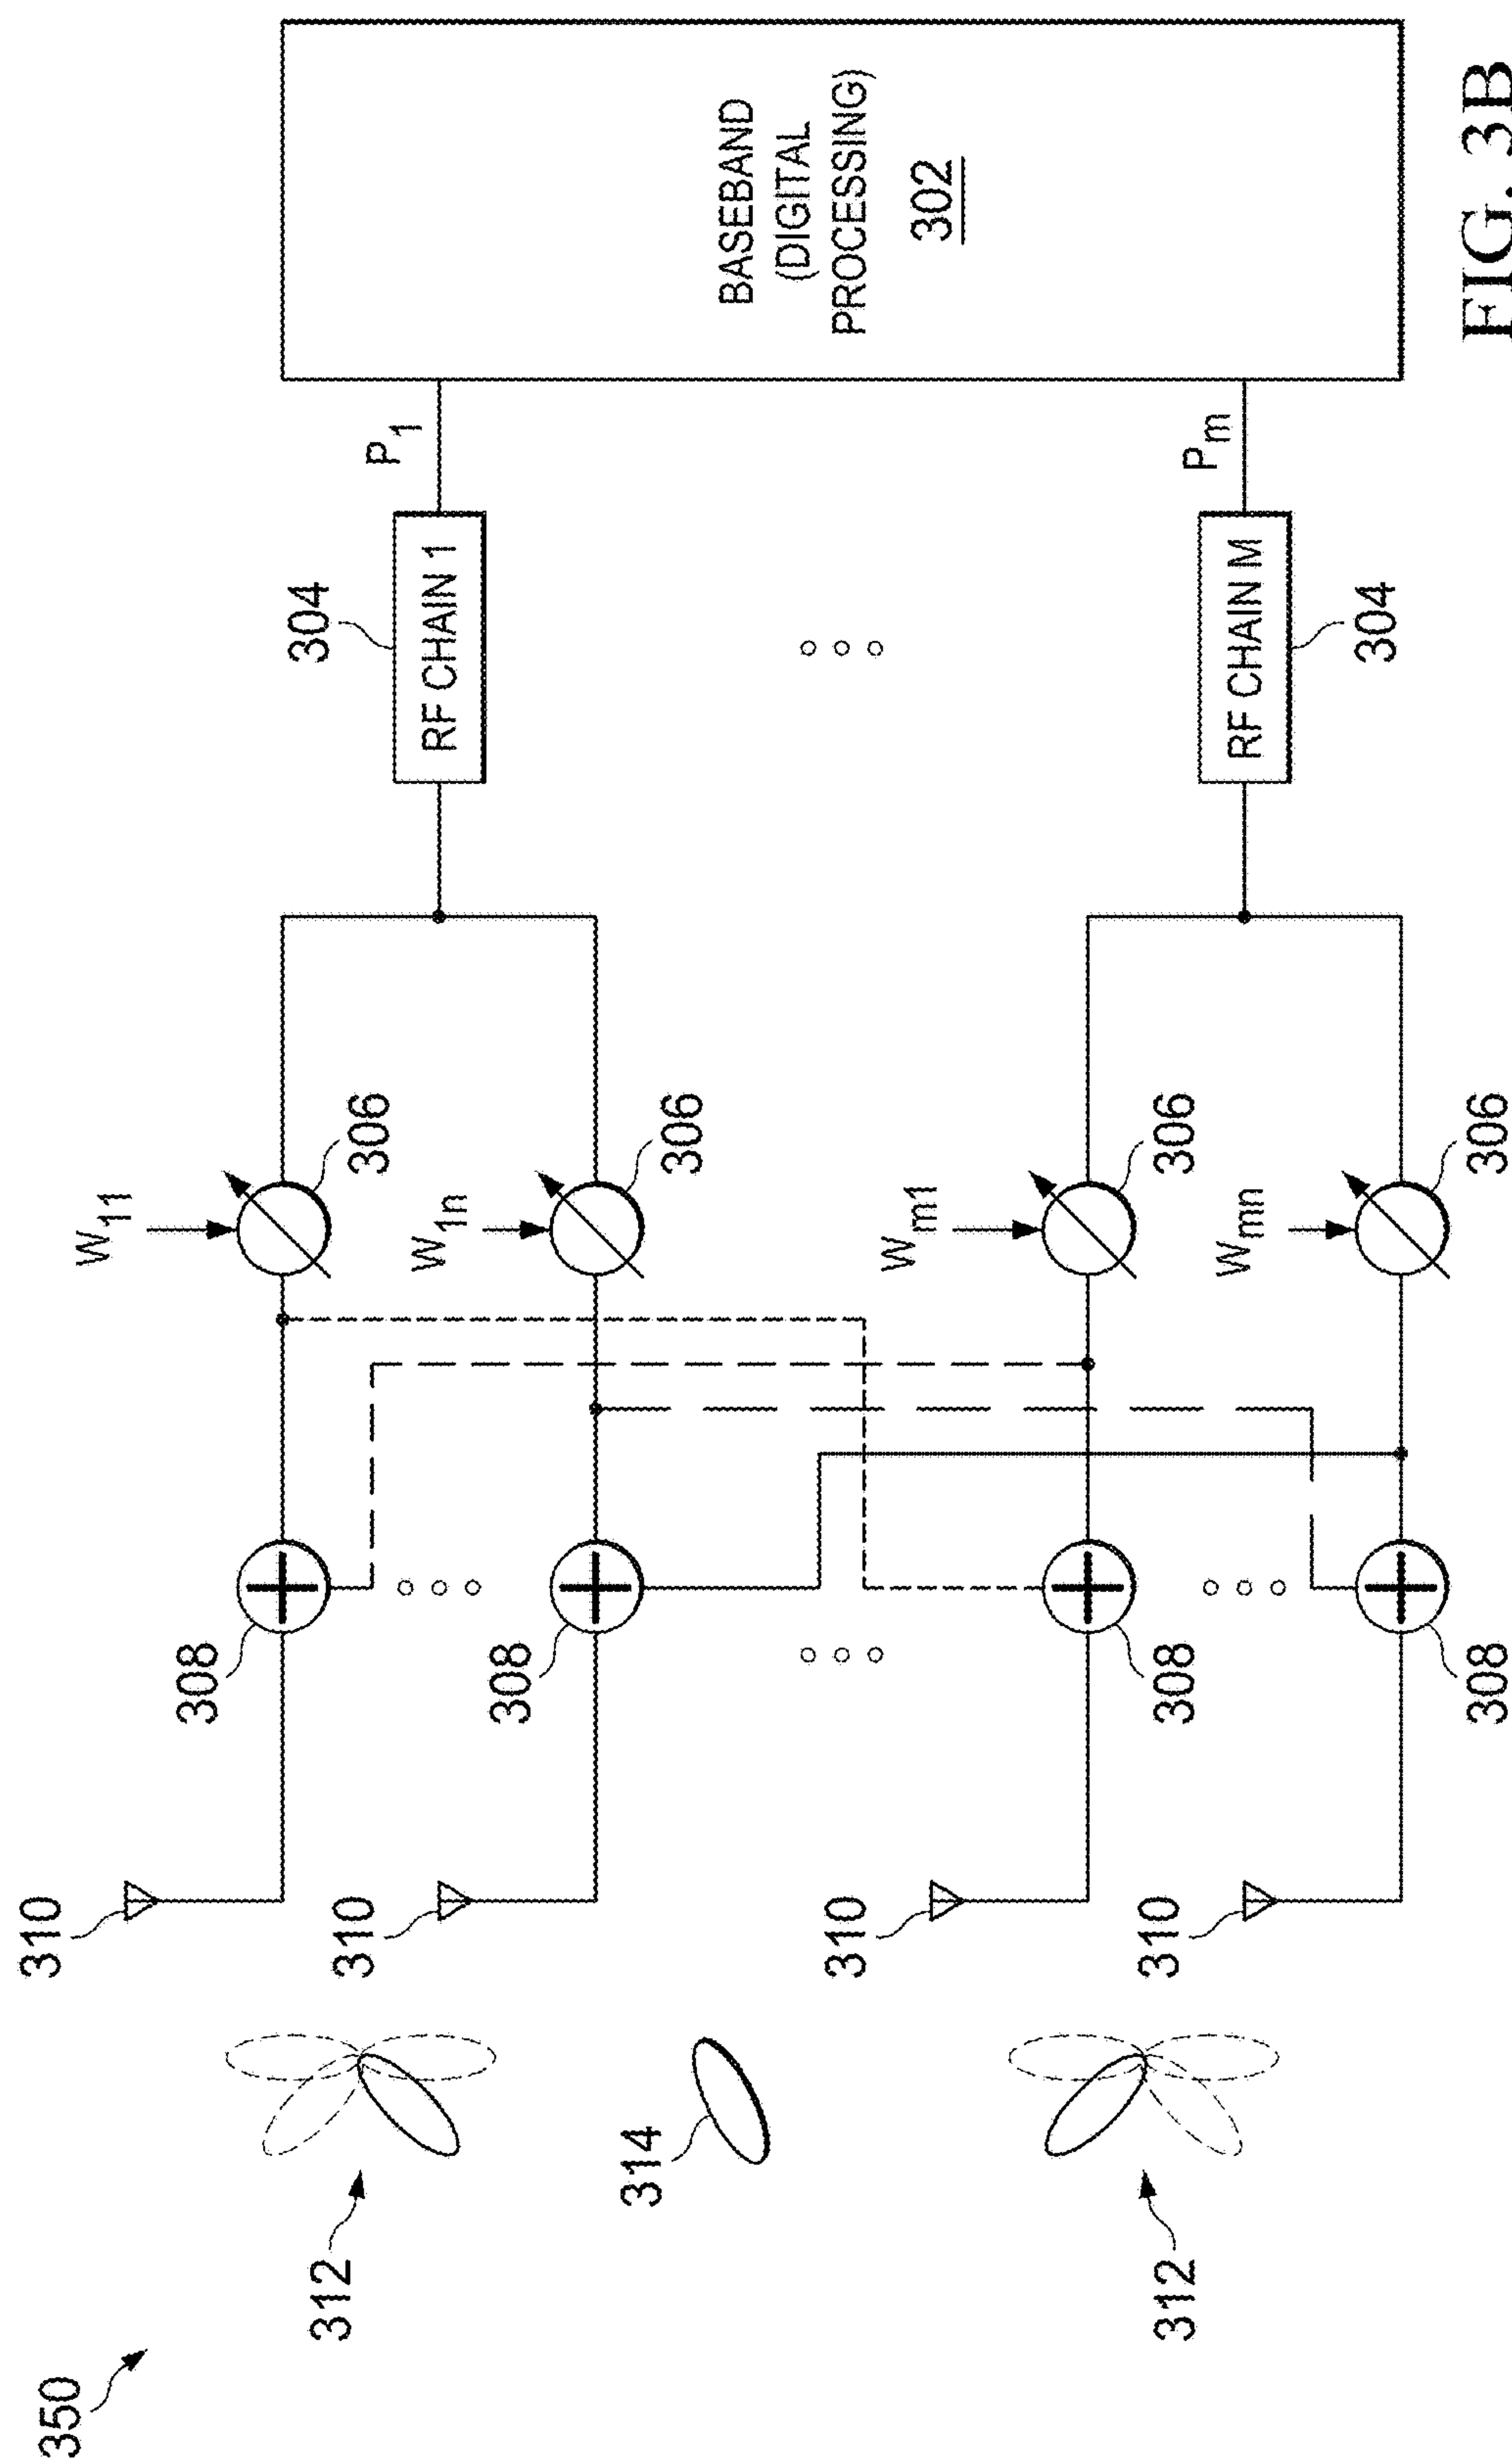 350
310
W11
308
304
312
310
306
P1
W1n
RF CHAIN 1
308
314
306
BASEBAND
(DIGITAL
PROCESSING)
302
310
Wm1
312
308
306
310
Pm
Wmn
RF CHAIN M
304
308
306
FIG. 3B